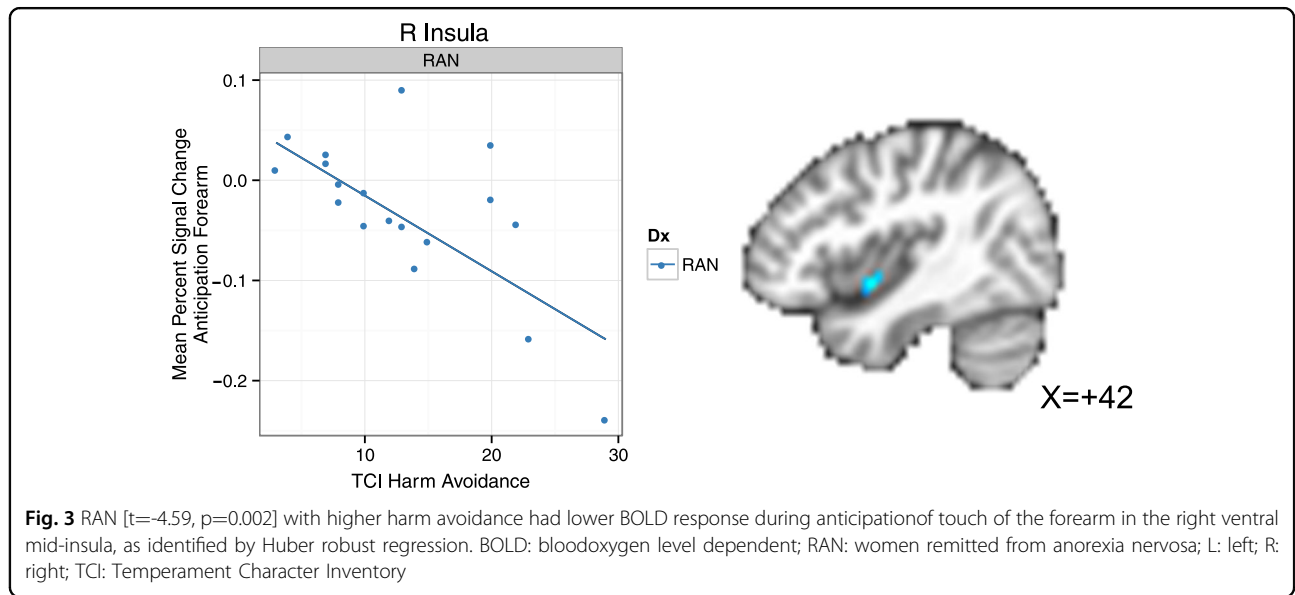 R Insula
RAN
Mean Percent Signal Change
Anticipation Forearm
0.1
0.0
−0.1
−0.2
10 20 30
TCI Harm Avoidance
Dx
RAN
X=+42
Fig. 3 RAN [t=-4.59, p=0.002] with higher harm avoidance had lower BOLD response during anticipationof touch of the forearm in the right ventral
mid-insula, as identified by Huber robust regression. BOLD: bloodoxygen level dependent; RAN: women remitted from anorexia nervosa; L: left; R:
right; TCI: Temperament Character Inventory